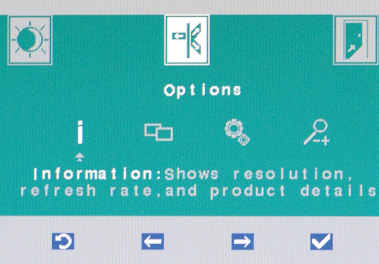 Options
i
Information:Shows resolution,
refresh rate,and product details